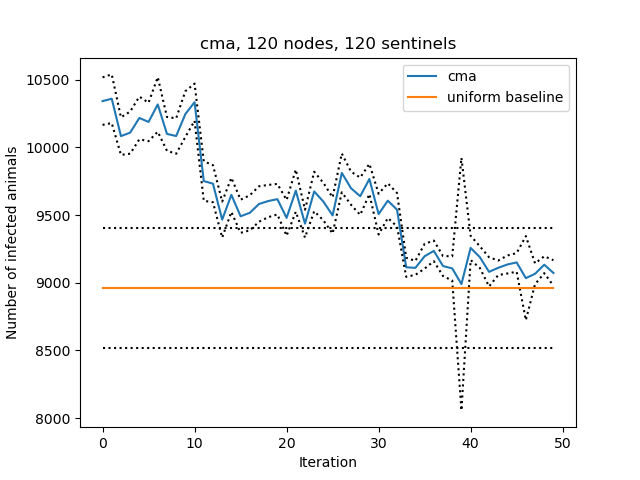 cma, 120 nodes, 120 sentinels
cma
uniform baseline
Number of infected animals
10500
10000
9500
9000
8500
8000
0
10
20
30
40
50
Iteration